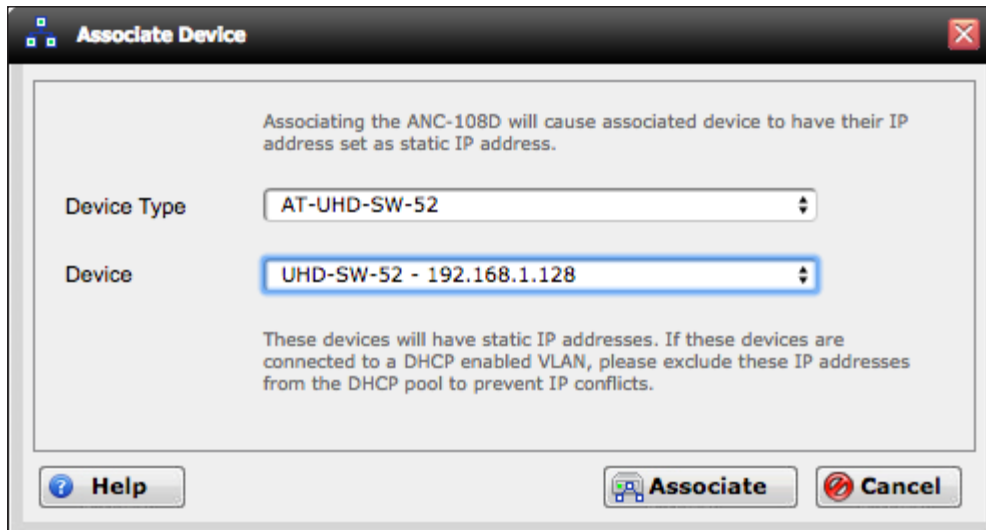 Associate Device
Associating the ANC-108D will cause associated device to have their IP
address set as static IP address.
Device Type
AT-UHD-SW-52
Device
UHD-SW-52 - 192.168.1.128
These devices will have static IP addresses. If these devices are
connected to a DHCP enabled VLAN, please exclude these IP addresses
from the DHCP pool to prevent IP conflicts.
? Help
Associate
Cancel